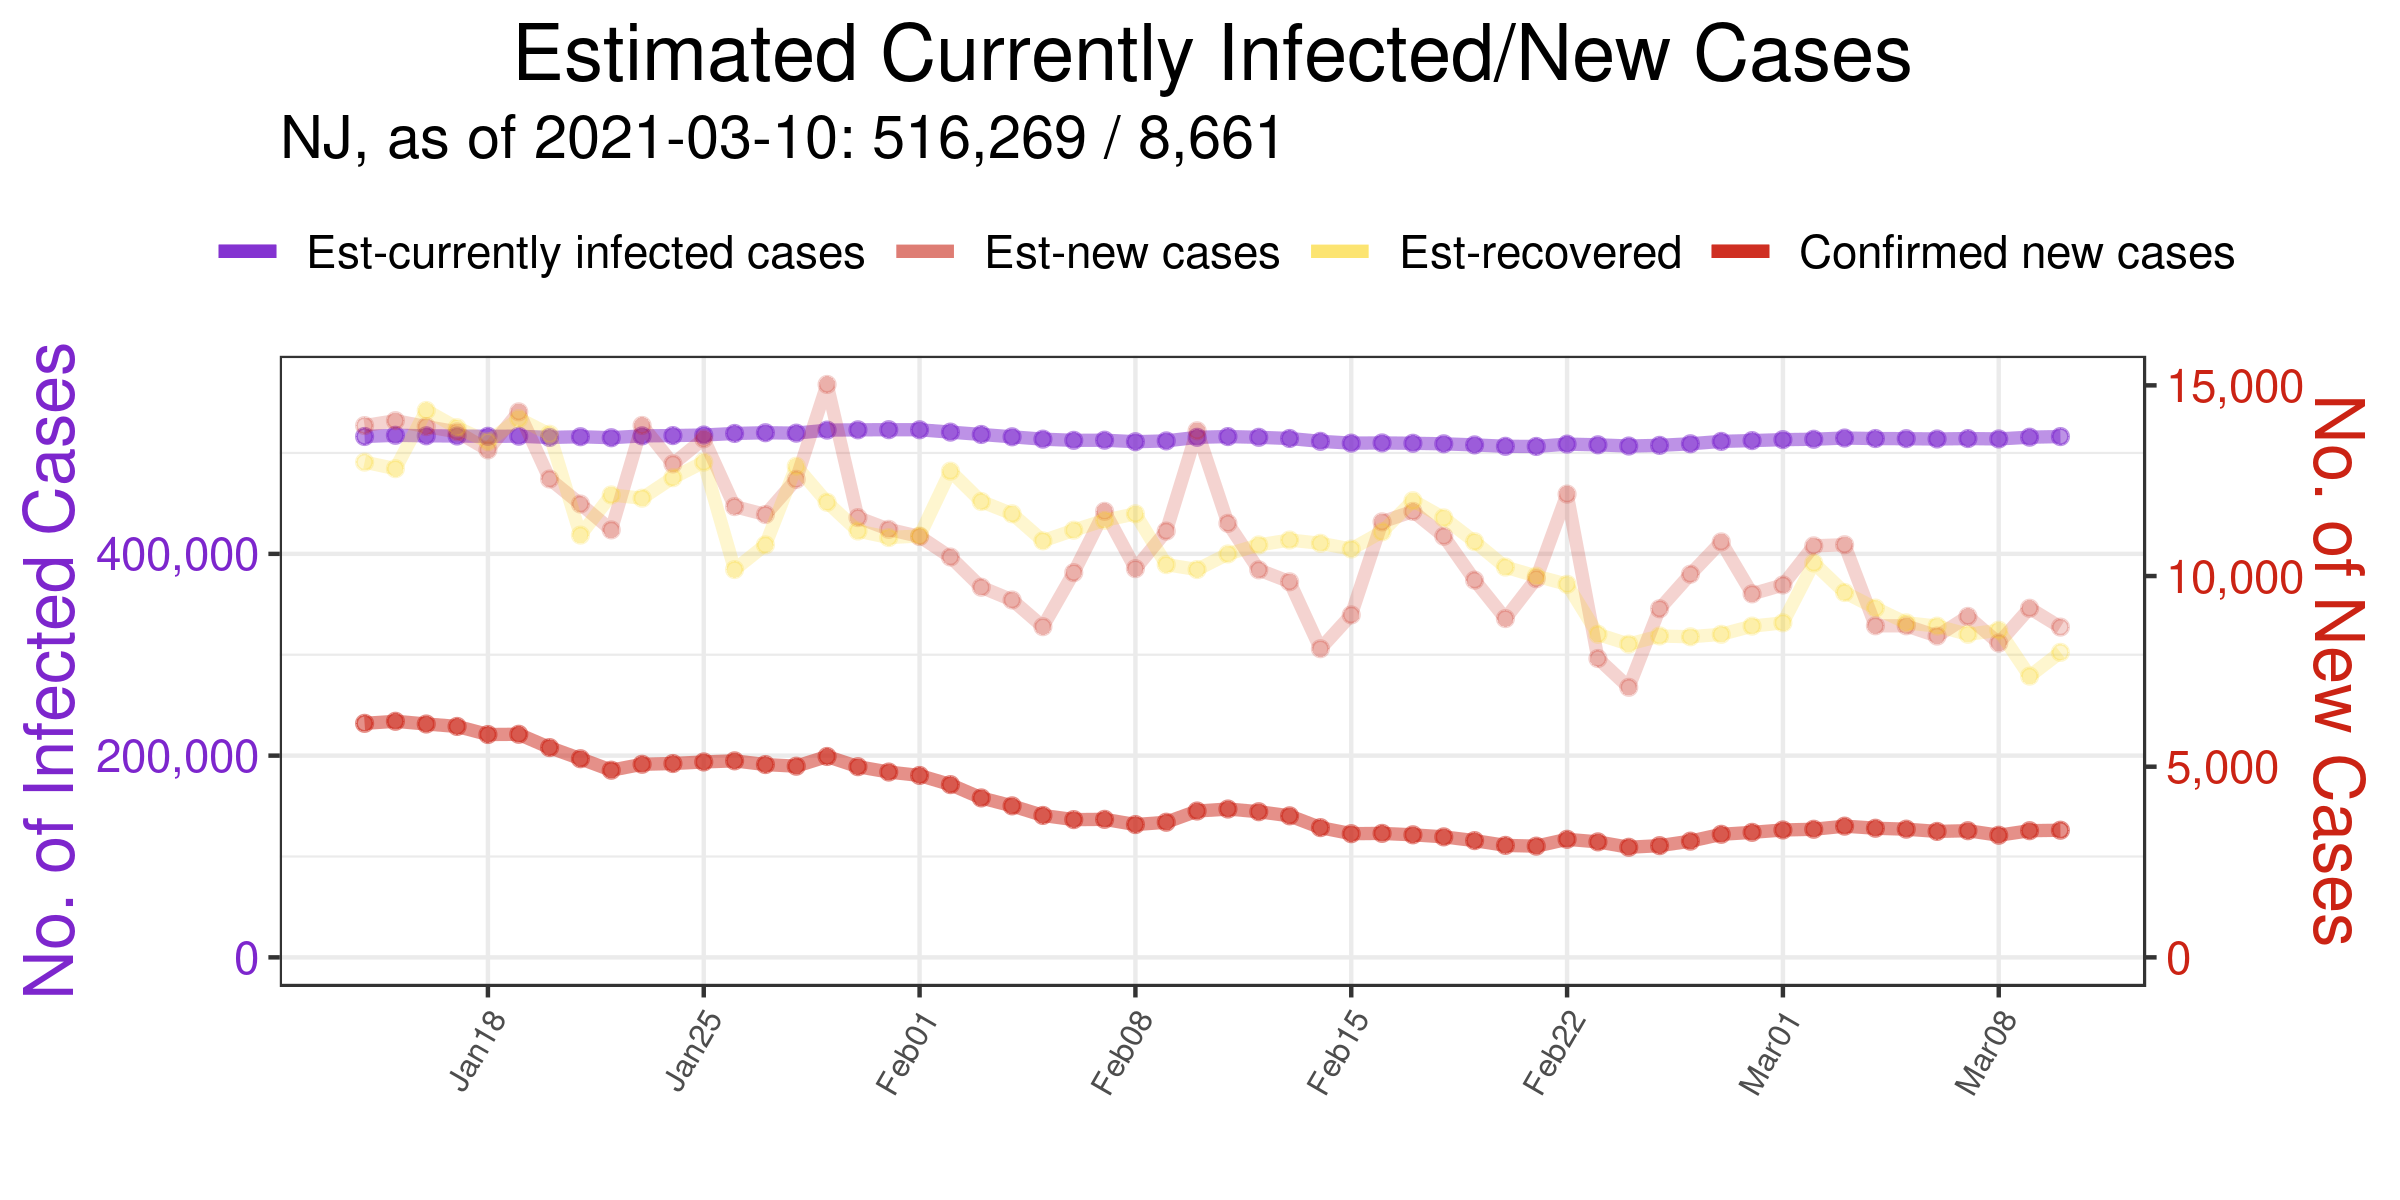 Estimated Currently Infected/New Cases
NJ, as of 2021-03-10: 516,269 / 8,661
Est-currently infected cases Est-new cases Est-recovered Confirmed new cases
No. of Infected Cases
400,000
200,000
0
15,000
10,000
5,000
0
No. of New Cases
Jan18 Jan25 Feb01 Feb08 Feb15 Feb22 Mar01 Mar08